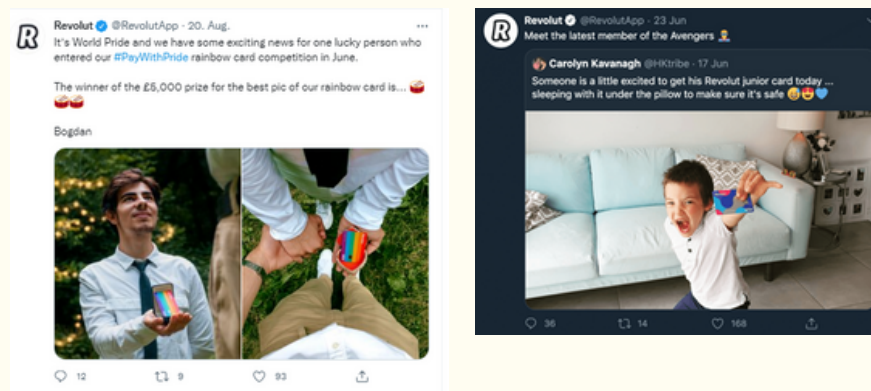 Revolut @RevolutApp · 20. Aug.
It's World Pride and we have some exciting news for one lucky person who
entered our #PayWithPride rainbow card competition in June.
The winner of the £5,000 prize for the best pic of our rainbow card is... 🥁
🥁🥁
Bogdan
12 9 93
Revolut @RevolutApp · 23 Jun
Meet the latest member of the Avengers
Carolyn Kavanagh @HKtribe · 17 Jun
Someone is a little excited to get his Revolut junior card today ...
sleeping with it under the pillow to make sure it's safe 😅😍💙
36 14 168